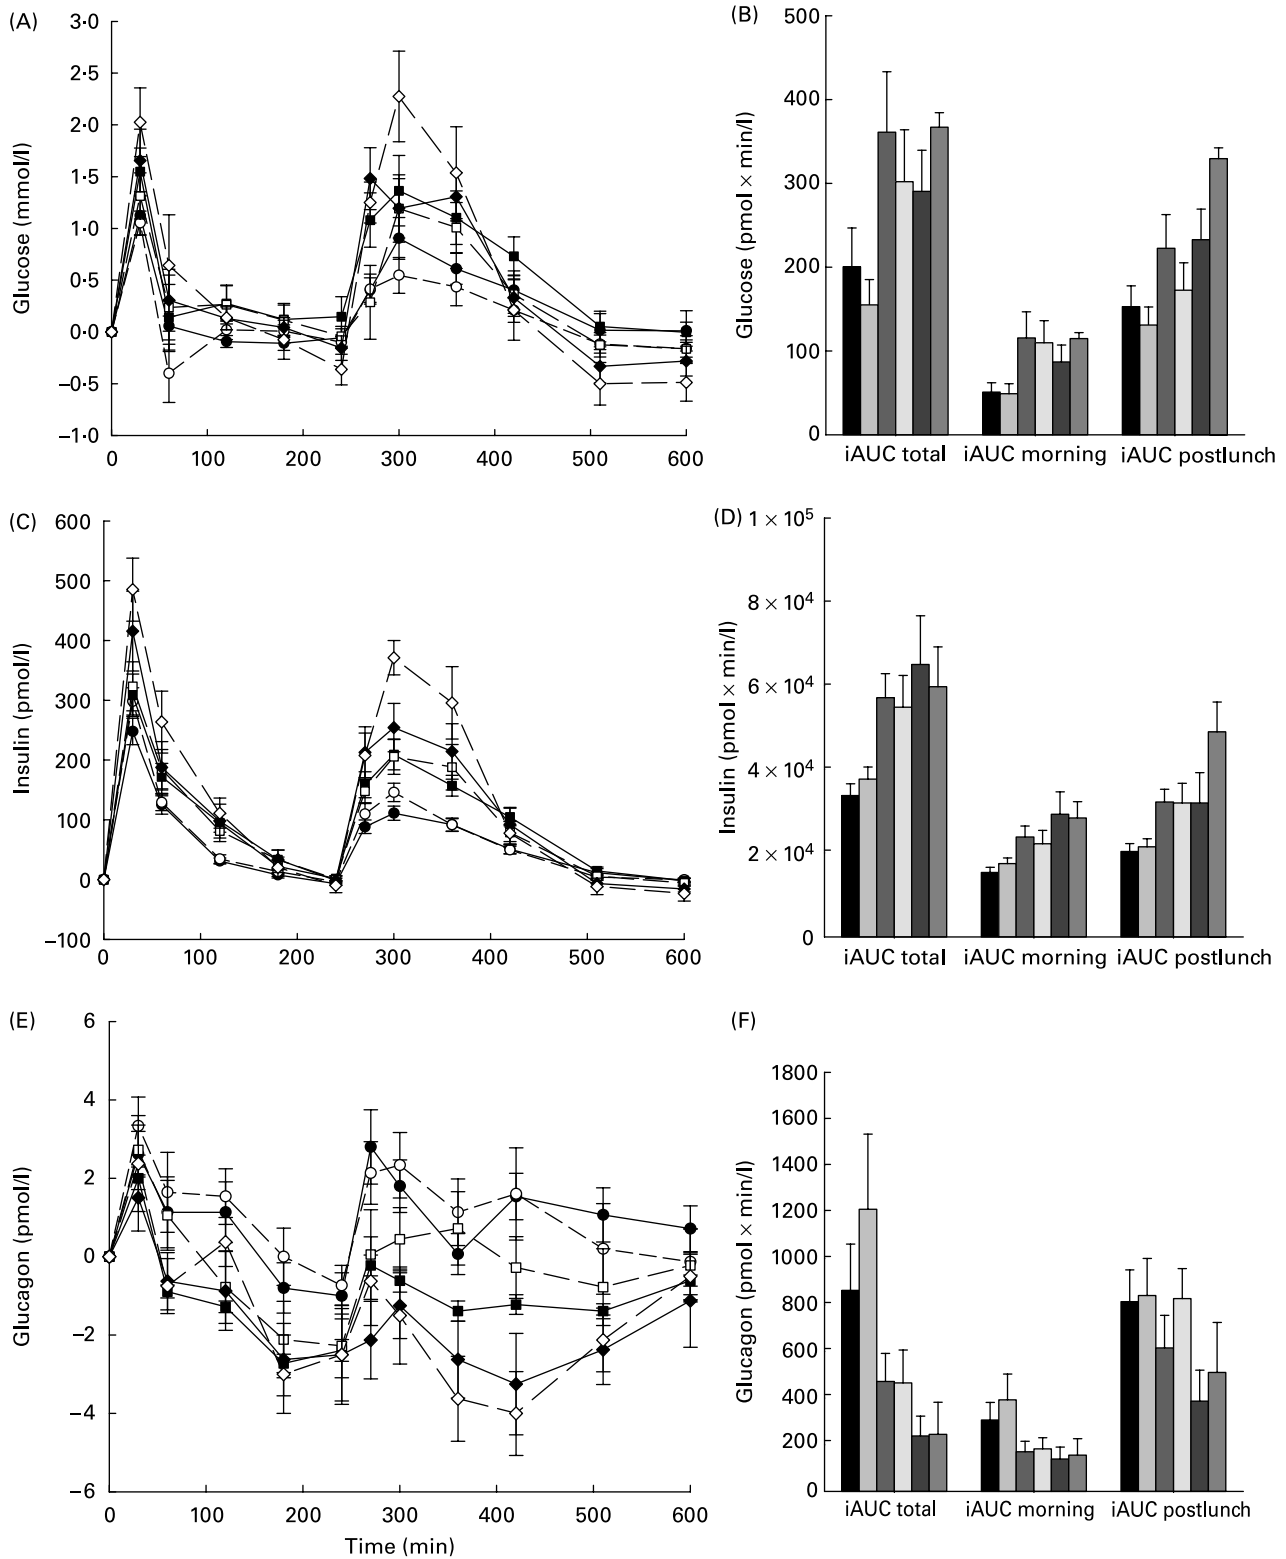 (A)
3·0
2·5
2·0
1·5
1·0
0·5
0·0
–0·5
–1·0
Glucose (mmol/l)
0 100 200 300 400 500 600
(B)
500
400
300
200
100
0
Glucose (pmol × min/l)
iAUC total iAUC morning iAUC postlunch
(C)
600
500
400
300
200
100
0
–100
Insulin (pmol/l)
0 100 200 300 400 500 600
(D)
1 × 10⁵
8 × 10⁴
6 × 10⁴
4 × 10⁴
2 × 10⁴
0
Insulin (pmol × min/l)
iAUC total iAUC morning iAUC postlunch
(E)
6
4
2
0
–2
–4
–6
Glucagon (pmol/l)
0 100 200 300 400 500 600
Time (min)
(F)
1800
1600
1400
1200
1000
800
600
400
200
0
Glucagon (pmol × min/l)
iAUC total iAUC morning iAUC postlunch